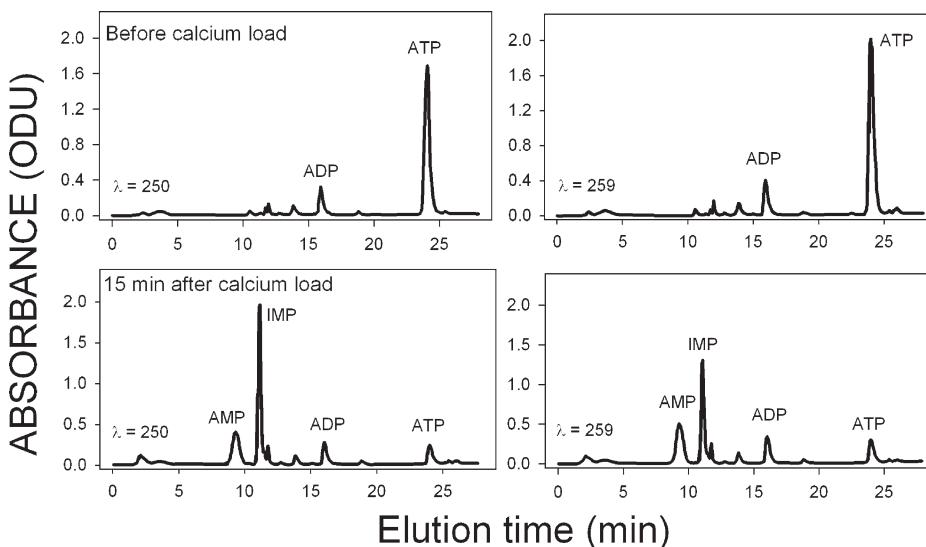 ABSORBANCE (ODU)
Before calcium load
ATP
2.0
1.6
1.2
0.8
0.4
0.0
λ = 250
ADP
0 5 10 15 20 25
ATP
2.0
1.6
1.2
0.8
0.4
0.0
λ = 259
ADP
0 5 10 15 20 25
15 min after calcium load
2.0
1.5
1.0
0.5
0.0
IMP
AMP
λ = 250
ADP
ATP
0 5 10 15 20 25
2.0
1.5
1.0
0.5
0.0
IMP
AMP
λ = 259
ADP
ATP
0 5 10 15 20 25
Elution time (min)